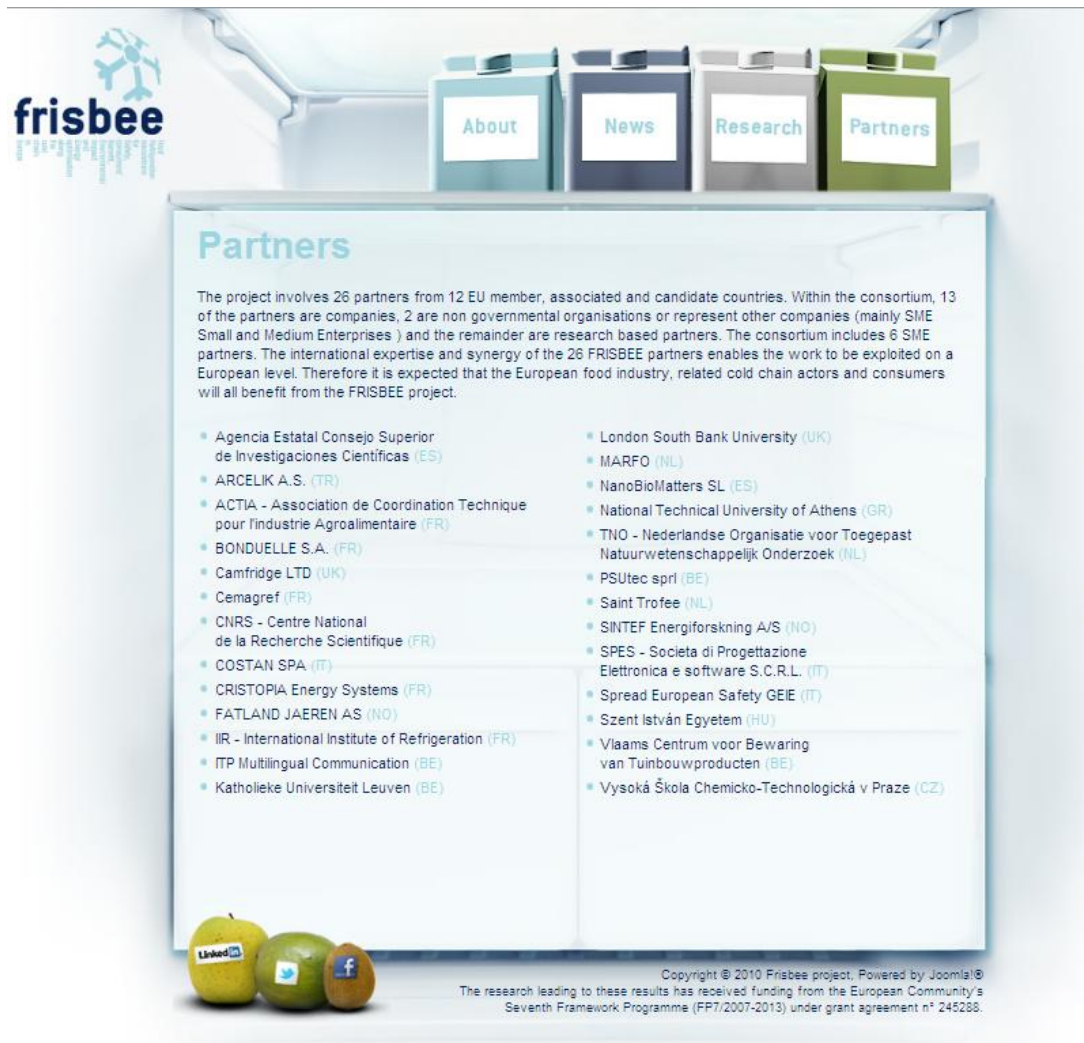 frisbee
About
News
Research
Partners
Partners
The project involves 26 partners from 12 EU member, associated and candidate countries. Within the consortium, 13
of the partners are companies, 2 are non governmental organisations or represent other companies (mainly SME
Small and Medium Enterprises ) and the remainder are research based partners. The consortium includes 6 SME
partners. The international expertise and synergy of the 26 FRISBEE partners enables the work to be exploited on a
European level. Therefore it is expected that the European food industry, related cold chain actors and consumers
will all benefit from the FRISBEE project.
Agencia Estatal Consejo Superior
de Investigaciones Científicas (ES)
ARCELIK A.S. (TR)
ACTIA - Association de Coordination Technique
pour l'industrie Agroalimentaire (FR)
BONDUELLE S.A. (FR)
Camfridge LTD (UK)
Cemagref (FR)
CNRS - Centre National
de la Recherche Scientifique (FR)
COSTAN SPA (IT)
CRISTOPIA Energy Systems (FR)
FATLAND JAEREN AS (NO)
IIR - International Institute of Refrigeration (FR)
ITP Multilingual Communication (BE)
Katholieke Universiteit Leuven (BE)
London South Bank University (UK)
MARFO (NL)
NanoBioMatters SL (ES)
National Technical University of Athens (GR)
TNO - Nederlandse Organisatie voor Toegepast
Natuurwetenschappelijk Onderzoek (NL)
PSUtec sprl (BE)
Saint Trofee (NL)
SINTEF Energiforskning A/S (NO)
SPES - Societa di Progettazione
Elettronica e software S.C.R.L. (IT)
Spread European Safety GEIE (IT)
Szent István Egyetem (HU)
Vlaams Centrum voor Bewaring
van Tuinbouwproducten (BE)
Vysoká Škola Chemicko-Technologická v Praze (CZ)
Linked in
f
Copyright © 2010 Frisbee project, Powered by Joomla!®
The research leading to these results has received funding from the European Community's
Seventh Framework Programme (FP7/2007-2013) under grant agreement n° 245288.